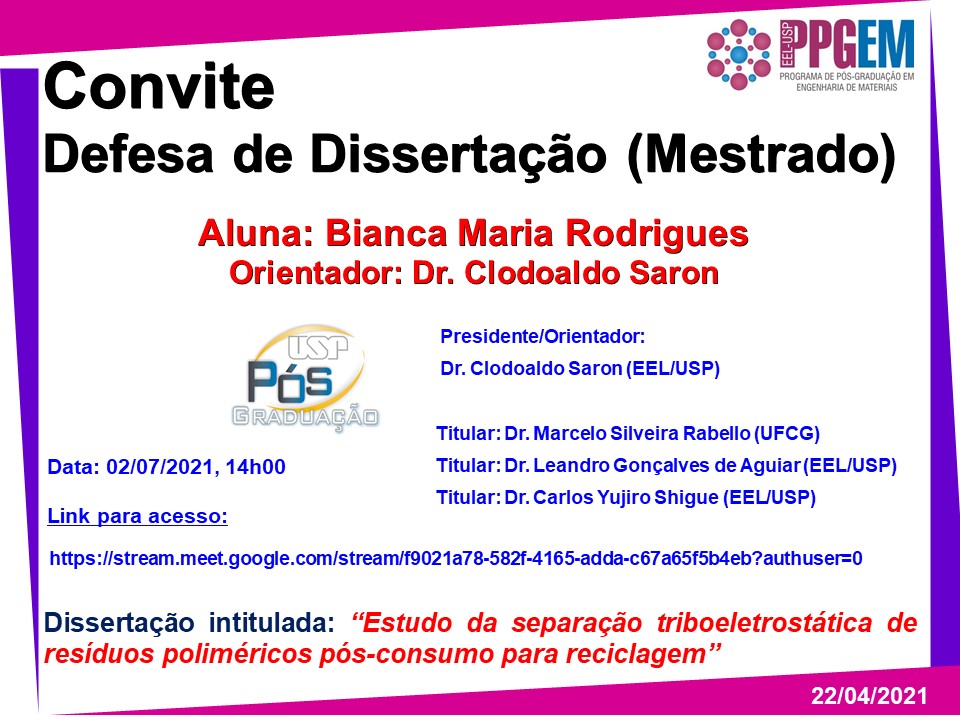 EEL-USP
PPGEM
PROGRAMA DE PÓS-GRADUAÇÃO EM
ENGENHARIA DE MATERIAIS
Convite
Defesa de Dissertação (Mestrado)
Aluna: Bianca Maria Rodrigues
Orientador: Dr. Clodoaldo Saron
USP
Pós
GRADUAÇÃO
Presidente/Orientador:
Dr. Clodoaldo Saron (EEL/USP)
Titular: Dr. Marcelo Silveira Rabello (UFCG)
Titular: Dr. Leandro Gonçalves de Aguiar (EEL/USP)
Titular: Dr. Carlos Yujiro Shigue (EEL/USP)
Data: 02/07/2021, 14h00
Link para acesso:
https://stream.meet.google.com/stream/f9021a78-582f-4165-adda-c67a65f5b4eb?authuser=0
Dissertação intitulada: “Estudo da separação triboeletrostática de
resíduos poliméricos pós-consumo para reciclagem”
22/04/2021